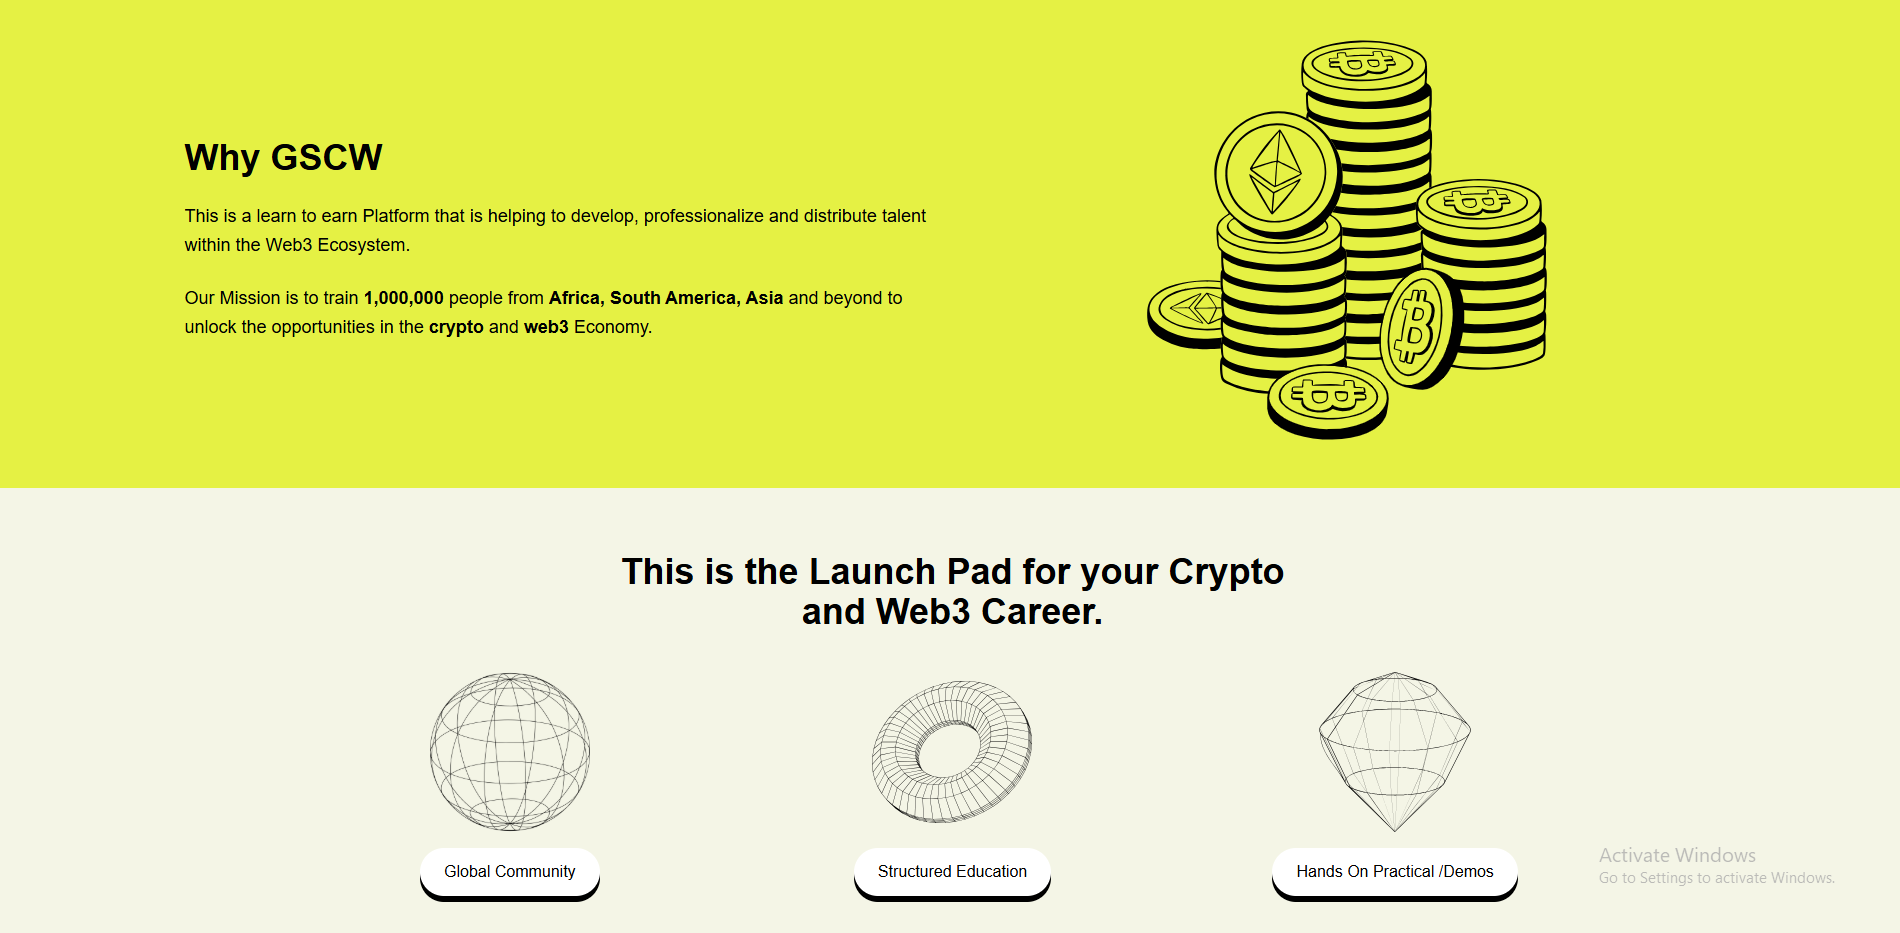 Why GSCW
This is a learn to earn Platform that is helping to develop, professionalize and distribute talent
within the Web3 Ecosystem.
Our Mission is to train 1,000,000 people from Africa, South America, Asia and beyond to
unlock the opportunities in the crypto and web3 Economy.
This is the Launch Pad for your Crypto
and Web3 Career.
Global Community
Structured Education
Hands On Practical /Demos
Activate Windows
Go to Settings to activate Windows.